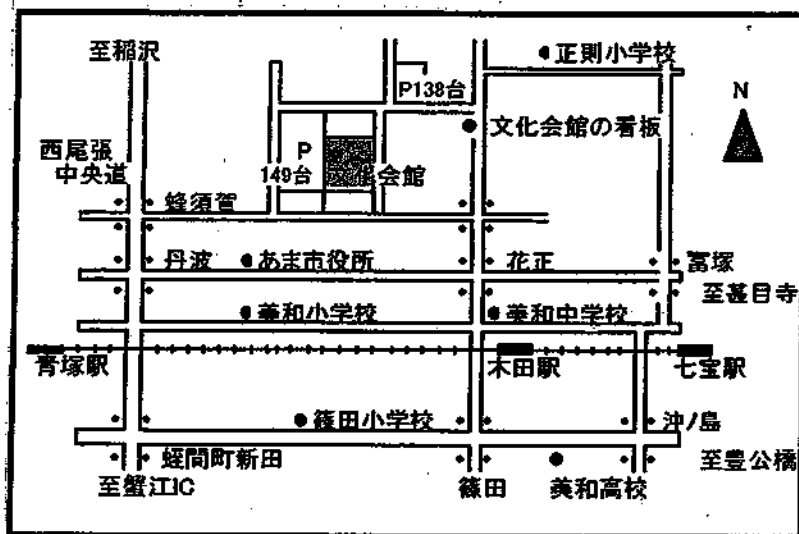 至稲沢
正則小学校
P138台
N
文化会館の看板
西尾張
中央道
P
149台
文化会館
蜂須賀
丹波
あま市役所
花正
富塚
至甚目寺
美和小学校
美和中学校
青塚駅
木田駅
七宝駅
篠田小学校
沖ノ島
蛭間町新田
至豊公橋
至蟹江IC
篠田
美和高校